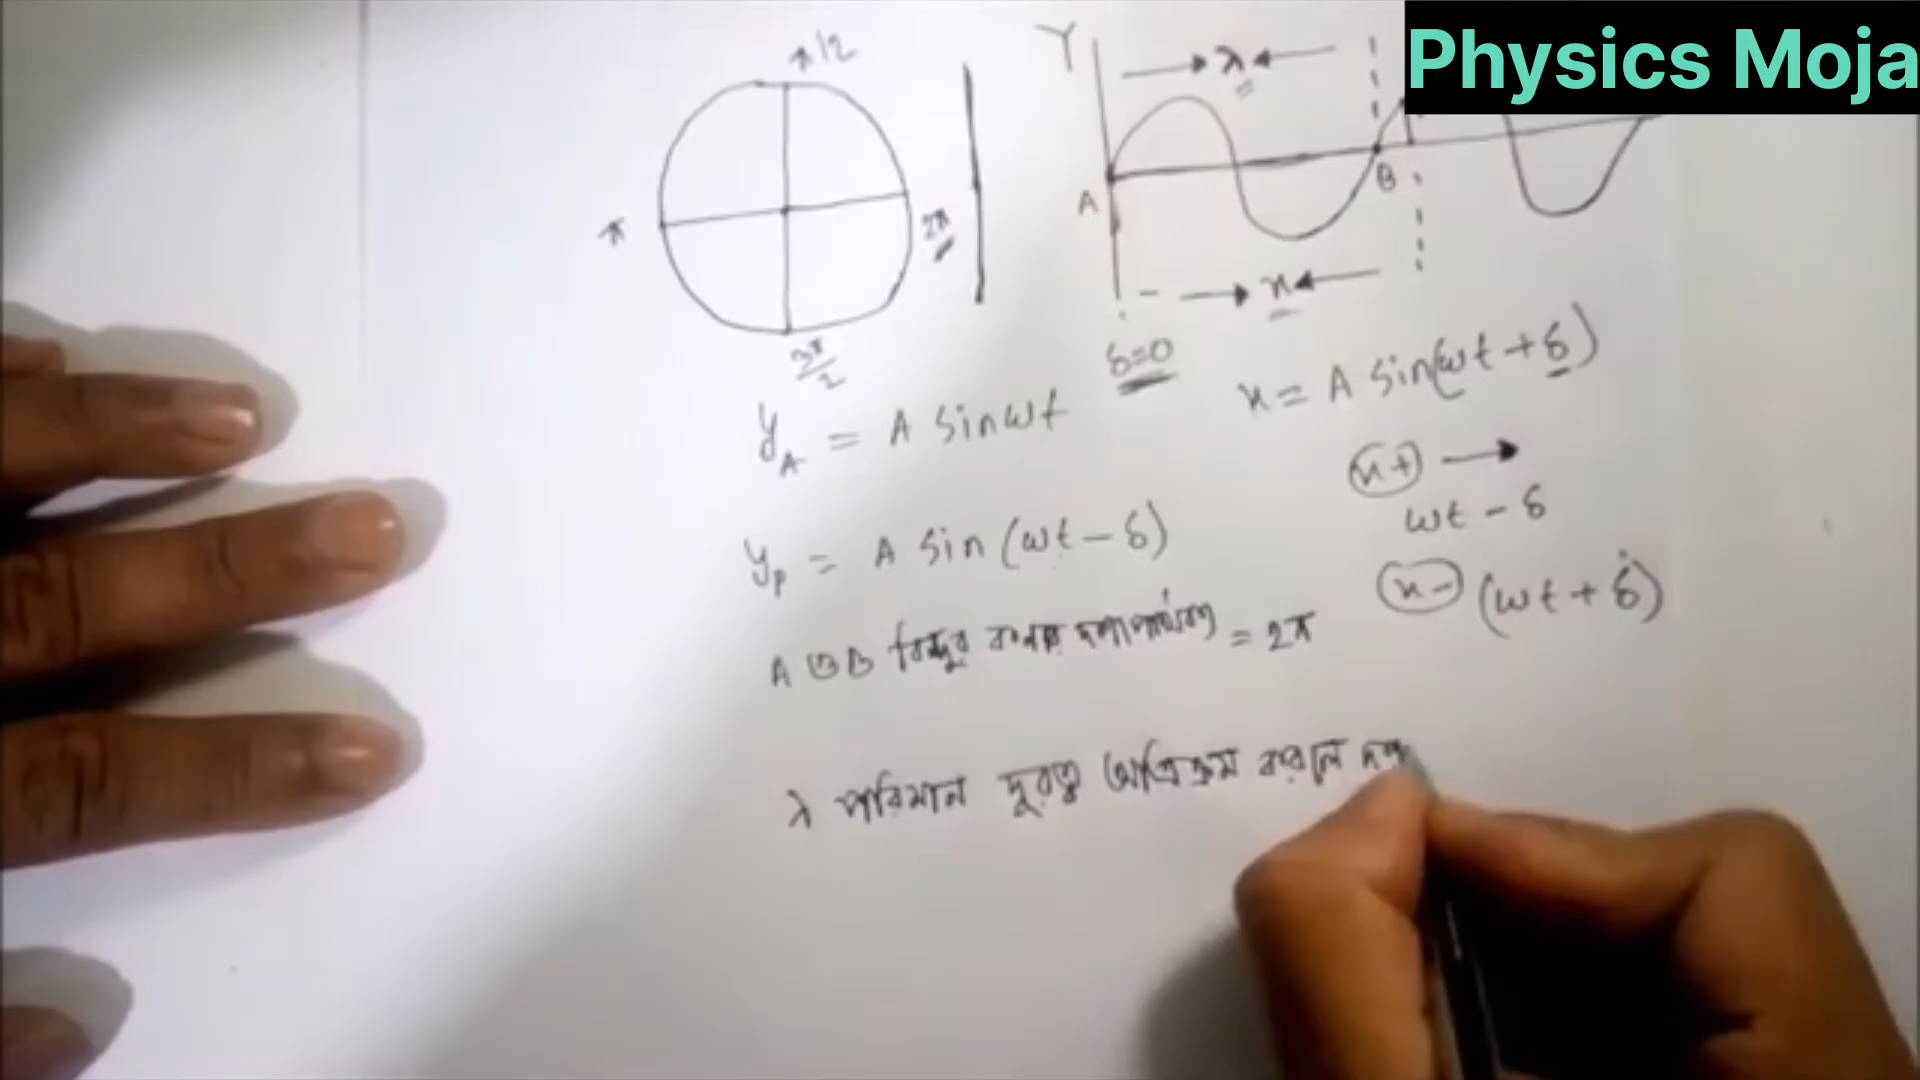 Physics Moja
π/2
Y
λ
π
2π
A
B
3π/2
x
δ=0
y_A = A sinωt
x = A sin(ωt + δ)
x+ →
ωt - δ
y_P = A sin (ωt - δ)
x- (ωt + δ)
A ও B বিন্দুর দশাপার্থক্য = 2π
λ পরিমান দূরত্ব অতিক্রম করলে দশ